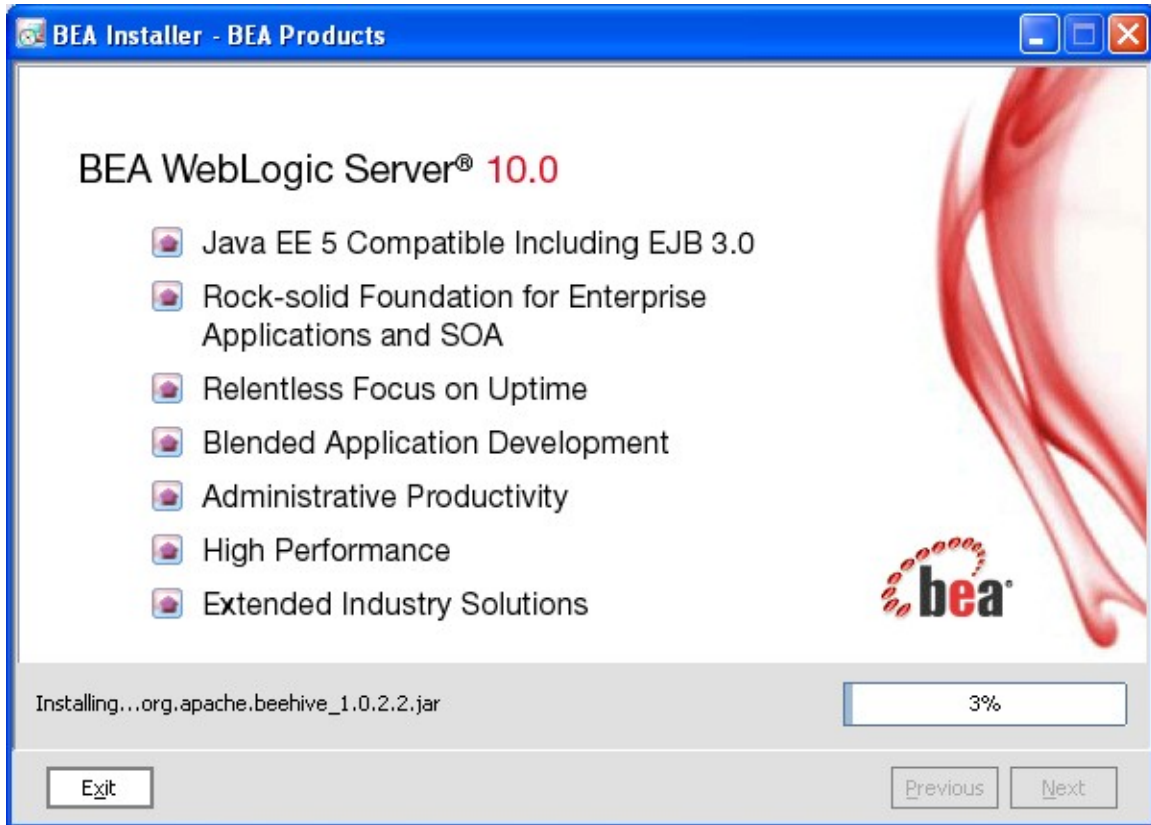 BEA Installer - BEA Products
BEA WebLogic Server® 10.0
Java EE 5 Compatible Including EJB 3.0
Rock-solid Foundation for Enterprise
Applications and SOA
Relentless Focus on Uptime
Blended Application Development
Administrative Productivity
High Performance
Extended Industry Solutions
bea
Installing...org.apache.beehive_1.0.2.2.jar 3%
Exit Previous Next